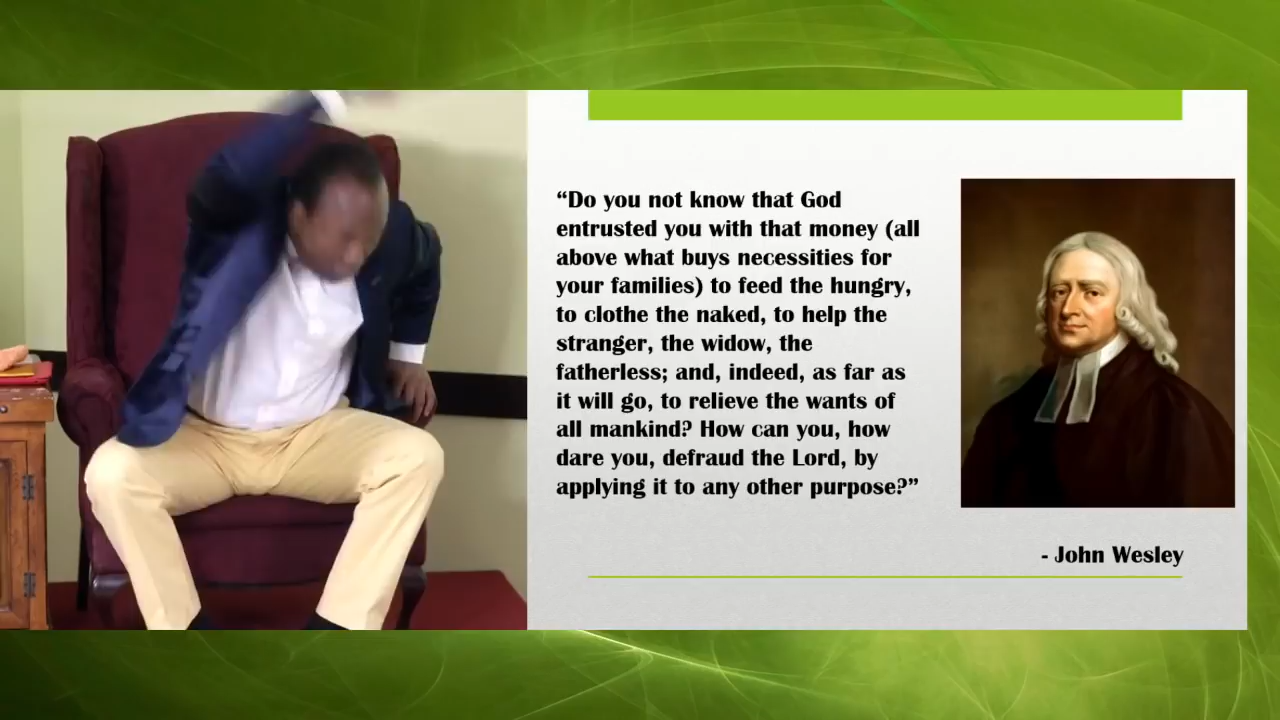 “Do you not know that God
entrusted you with that money (all
above what buys necessities for
your families) to feed the hungry,
to clothe the naked, to help the
stranger, the widow, the
fatherless; and, indeed, as far as
it will go, to relieve the wants of
all mankind? How can you, how
dare you, defraud the Lord, by
applying it to any other purpose?”
- John Wesley